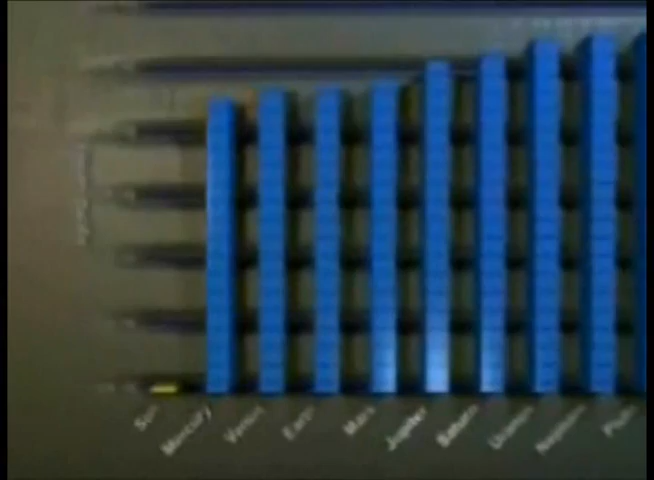 Sun
Mercury
Venus
Earth
Mars
Jupiter
Saturn
Uranus
Neptune
Pluto